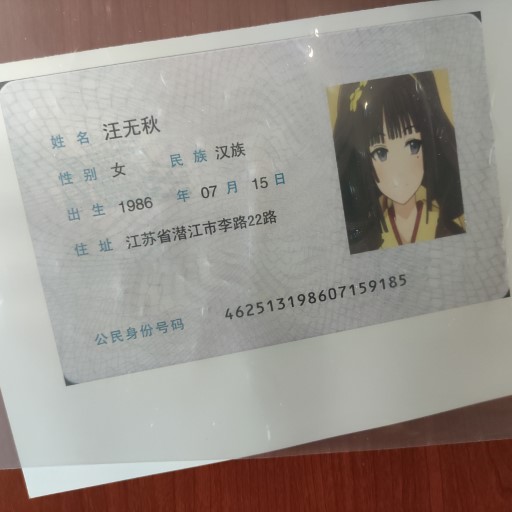 姓名 汪无秋
性别 女 民族 汉族
出生 1986 年 07 月 15日
住址 江苏省潜江市李路22路
公民身份号码 462513198607159185